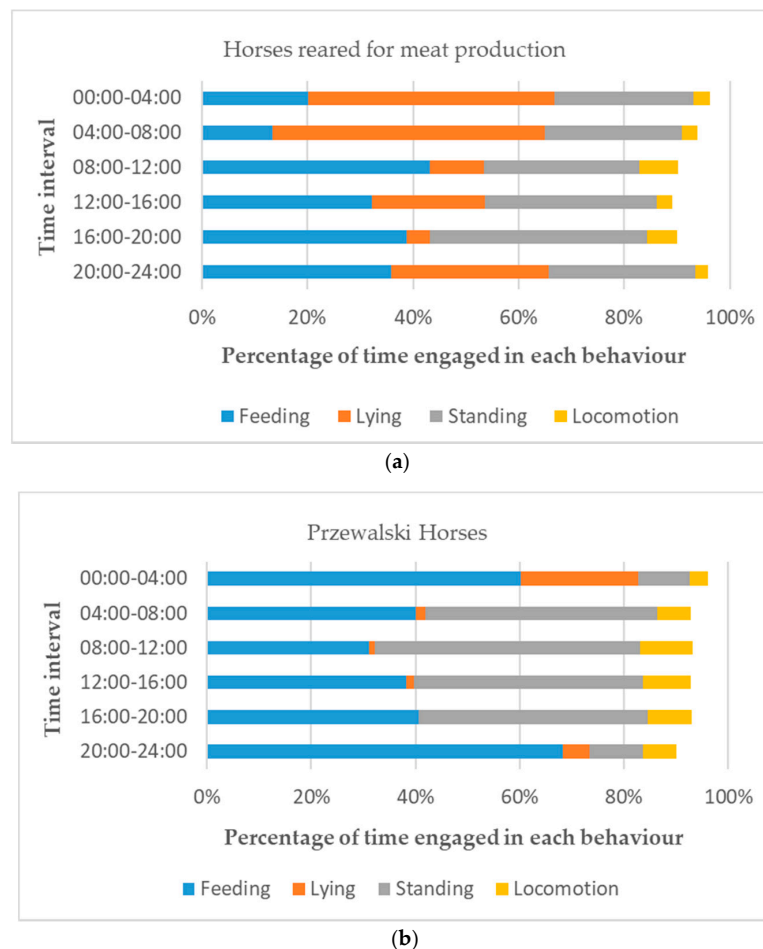 Horses reared for meat production
Time interval
00:00-04:00
04:00-08:00
08:00-12:00
12:00-16:00
16:00-20:00
20:00-24:00
0% 20% 40% 60% 80% 100%
Percentage of time engaged in each behaviour
Feeding Lying Standing Locomotion
(a)
Przewalski Horses
Time interval
00:00-04:00
04:00-08:00
08:00-12:00
12:00-16:00
16:00-20:00
20:00-24:00
0% 20% 40% 60% 80% 100%
Percentage of time engaged in each behaviour
Feeding Lying Standing Locomotion
(b)